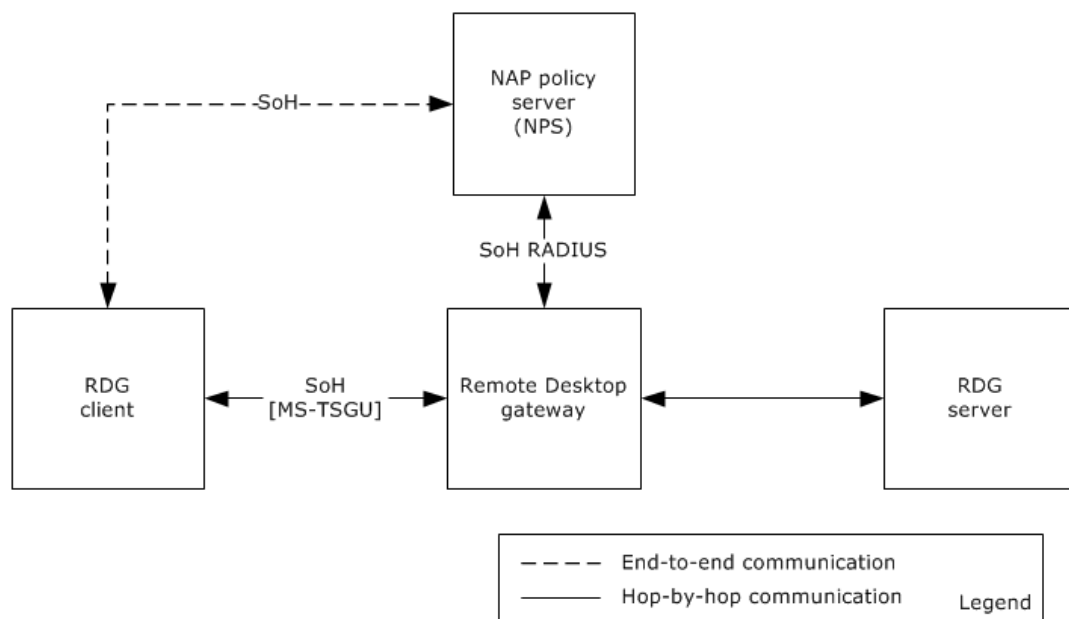 NAP policy
server
(NPS)
SoH
SoH RADIUS
RDG
client
SoH
[MS-TSGU]
Remote Desktop
gateway
RDG
server
End-to-end communication
Hop-by-hop communication
Legend